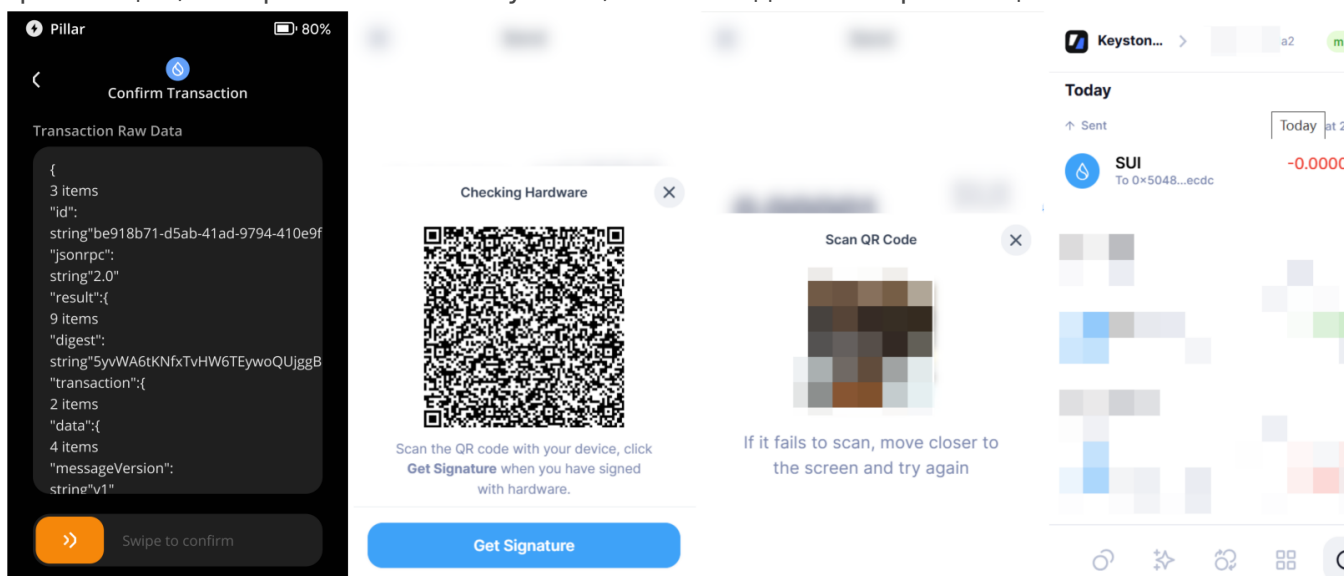 Pillar
80%
Confirm Transaction
Transaction Raw Data
{
3 items
"id":
string"be918b71-d5ab-41ad-9794-410e9f
"jsonrpc":
string"2.0"
"result":{
9 items
"digest":
string"5yvWA6tKNfxTvHW6TEywoQUjggB
"transaction":{
2 items
"data":{
4 items
"messageVersion":
string"v1"
Swipe to confirm
Checking Hardware
Scan the QR code with your device, click
Get Signature when you have signed
with hardware.
Get Signature
Scan QR Code
If it fails to scan, move closer to
the screen and try again
Keyston... a2 m
Today
Sent
Today at 2
SUI
-0.0000
To 0×5048...ecdc